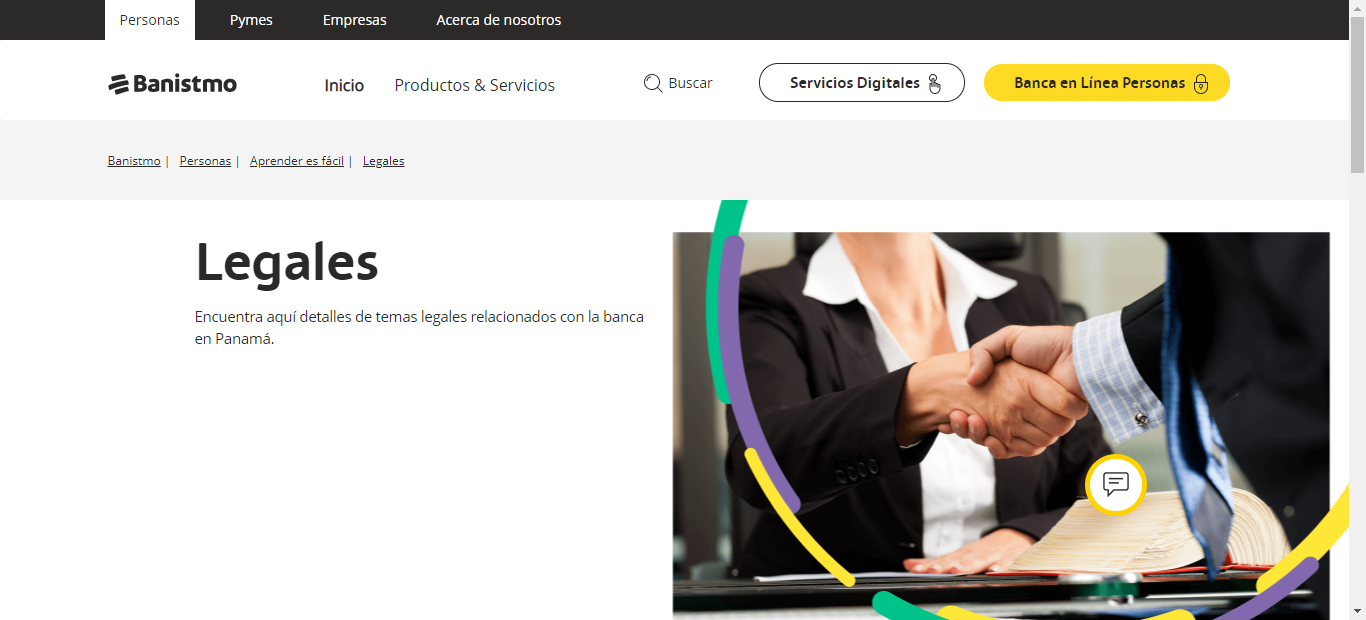 Personas Pymes Empresas Acerca de nosotros
Banistmo Inicio Productos & Servicios Buscar Servicios Digitales Banca en Línea Personas
Banistmo | Personas | Aprender es fácil | Legales
Legales
Encuentra aquí detalles de temas legales relacionados con la banca
en Panamá.